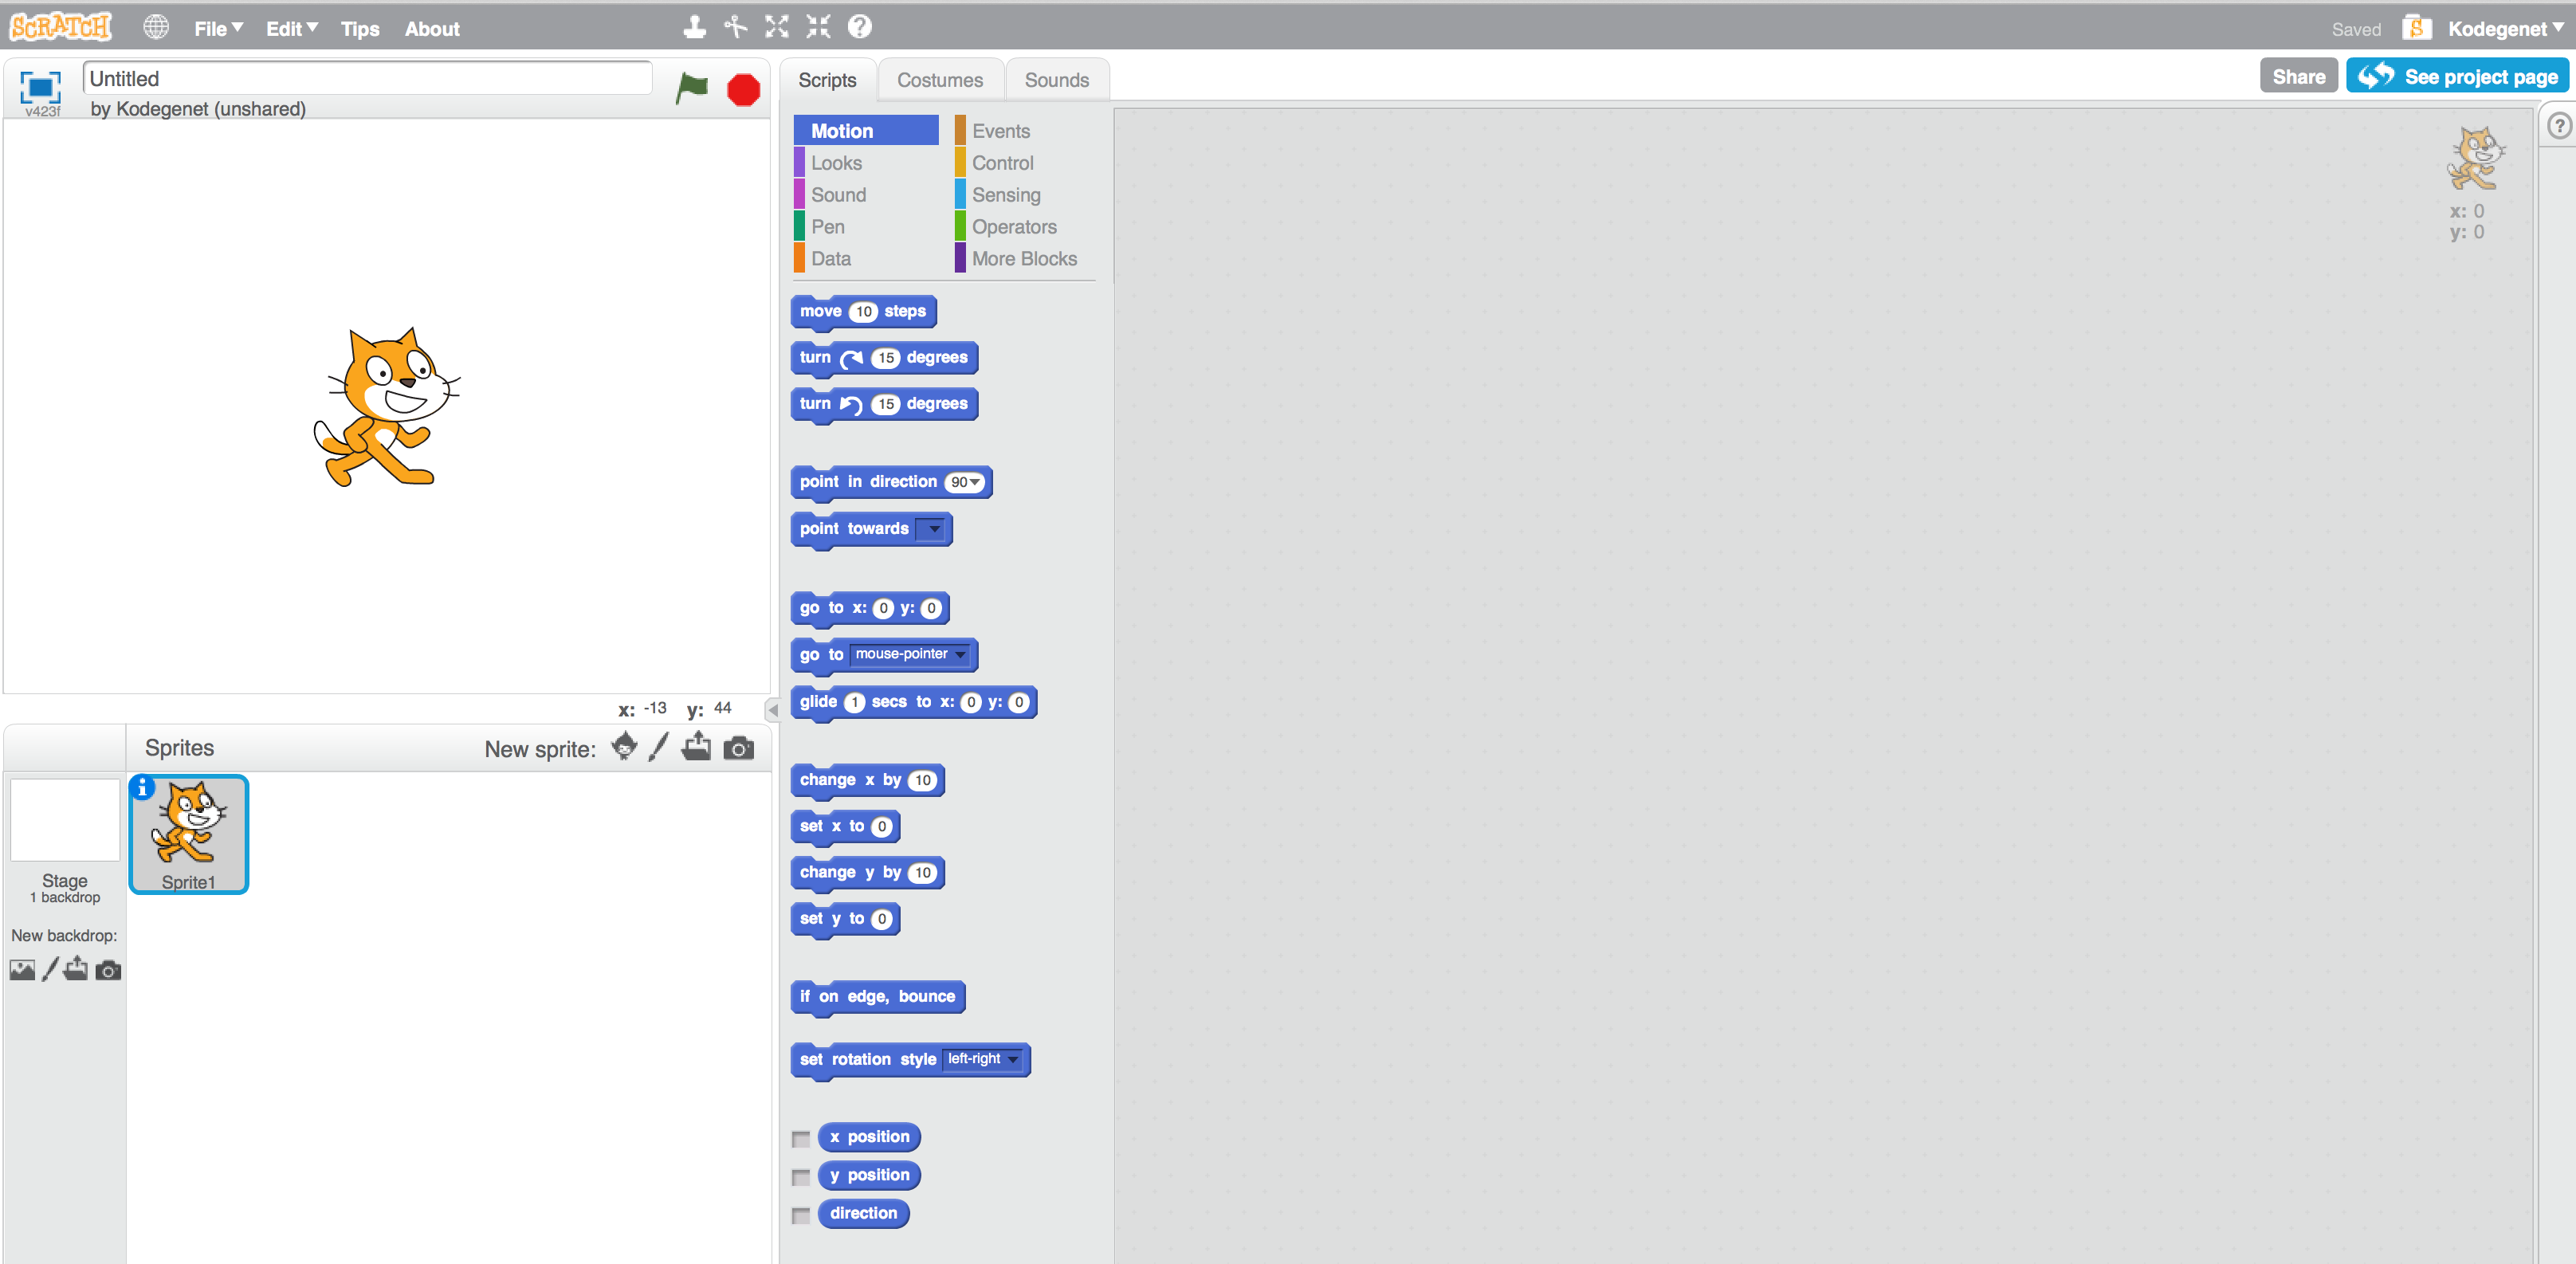 SCRATCH File Edit Tips About Saved Kodegenet
Untitled
v423f by Kodegenet (unshared)
Scripts Costumes Sounds
Share See project page
Motion Events
Looks Control
Sound Sensing
Pen Operators
Data More Blocks
x: 0
y: 0
move 10 steps
turn 15 degrees
turn 15 degrees
point in direction 90
point towards
go to x: 0 y: 0
go to mouse-pointer
glide 1 secs to x: 0 y: 0
change x by 10
set x to 0
change y by 10
set y to 0
if on edge, bounce
set rotation style left-right
x position
y position
direction
x: -13 y: 44
Sprites New sprite:
Sprite1
Stage
1 backdrop
New backdrop: